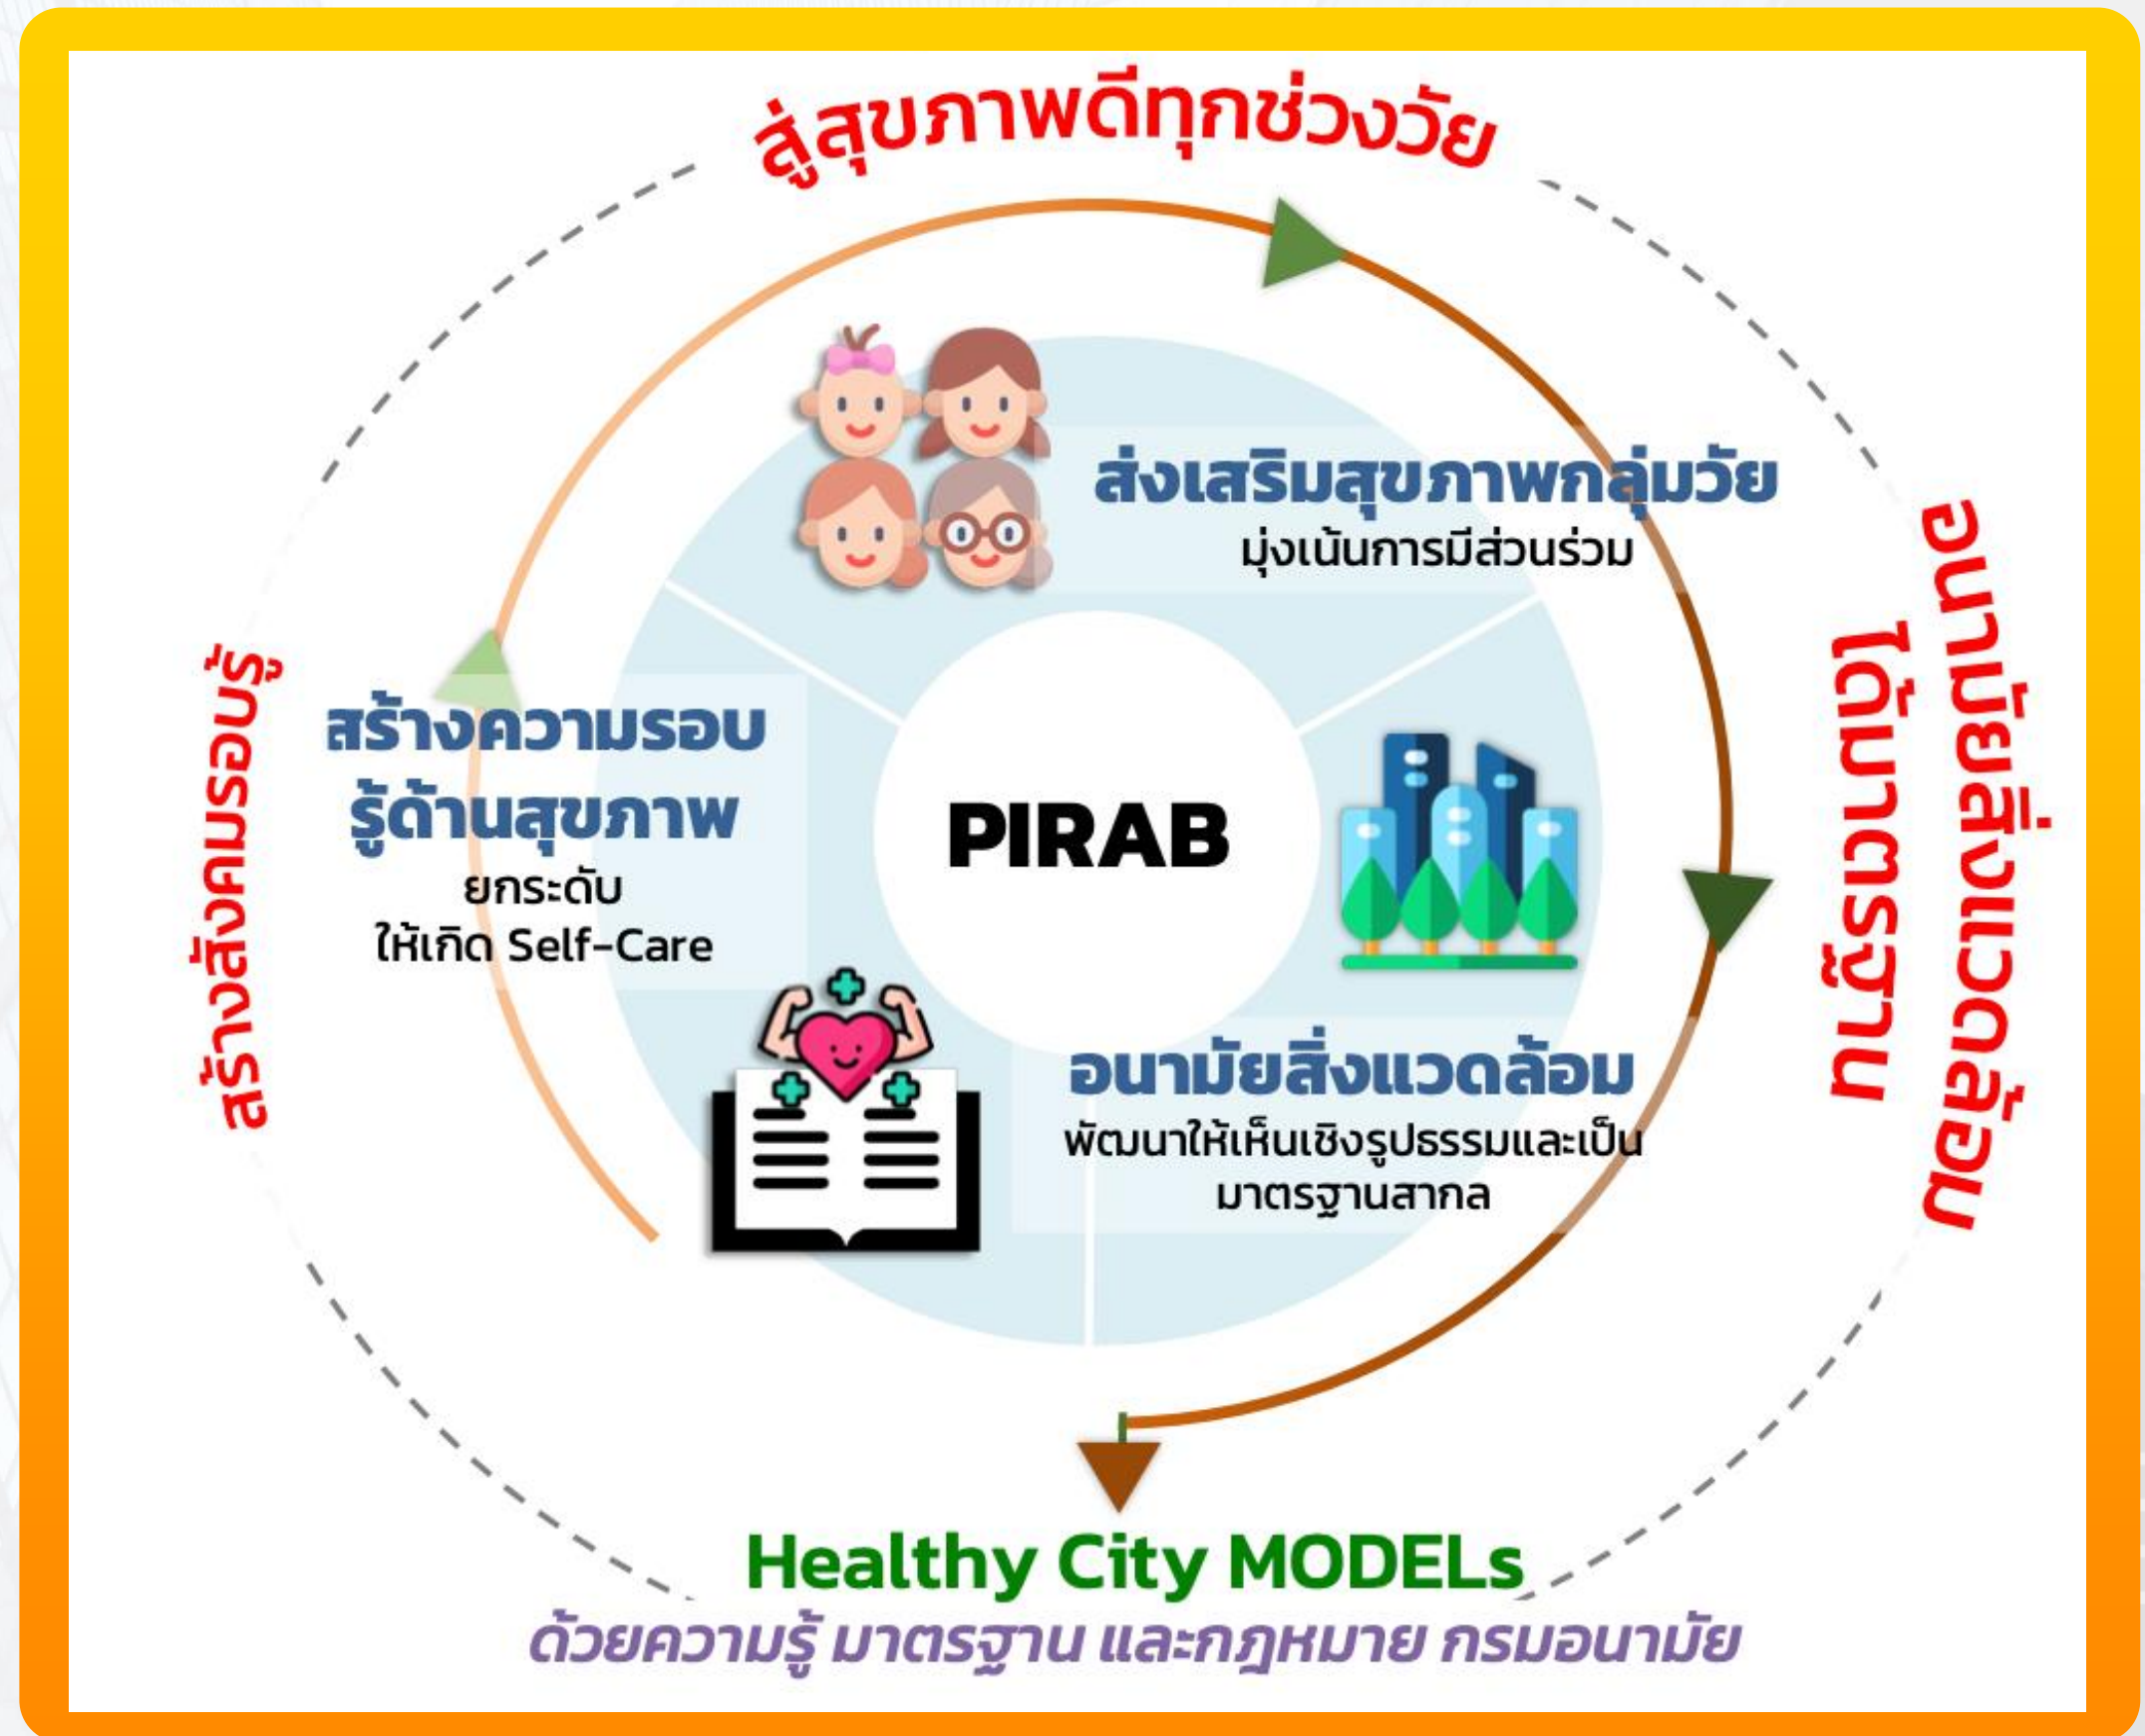 สู่สุขภาพดีทุกช่วงวัย
ส่งเสริมสุขภาพกลุ่มวัย
มุ่งเน้นการมีส่วนร่วม
อนามัยสิ่งแวดล้อม
ได้มาตรฐาน
สร้างสังคมรอบรู้
สร้างความรอบ
รู้ด้านสุขภาพ
ยกระดับ
ให้เกิด Self-Care
PIRAB
อนามัยสิ่งแวดล้อม
พัฒนาให้เห็นเชิงรูปธรรมและเป็น
มาตรฐานสากล
Healthy City MODELs
ด้วยความรู้ มาตรฐาน และกฎหมาย กรมอนามัย